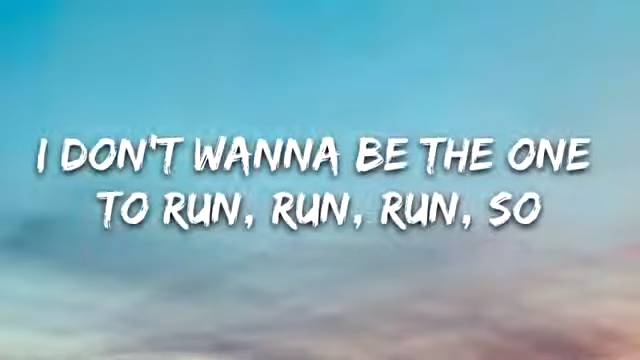 I DON'T WANNA BE THE ONE
TO RUN, RUN, RUN, SO